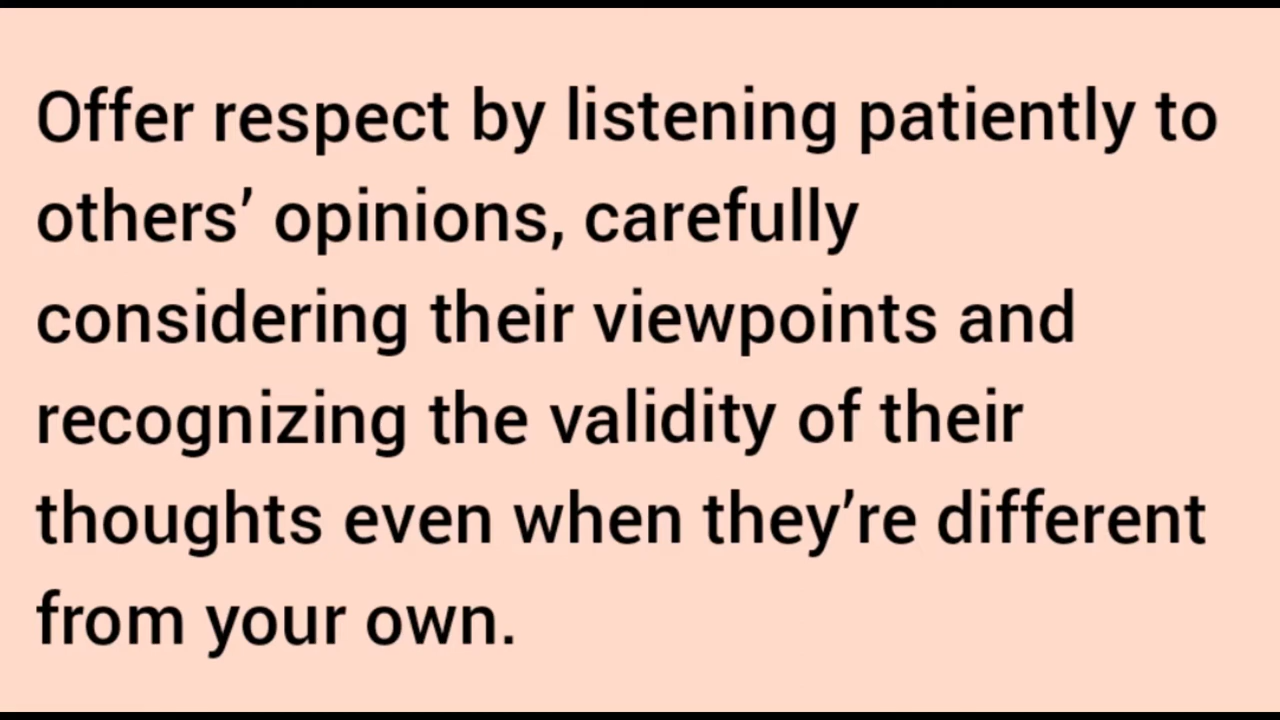 Offer respect by listening patiently to
others’ opinions, carefully
considering their viewpoints and
recognizing the validity of their
thoughts even when they’re different
from your own.